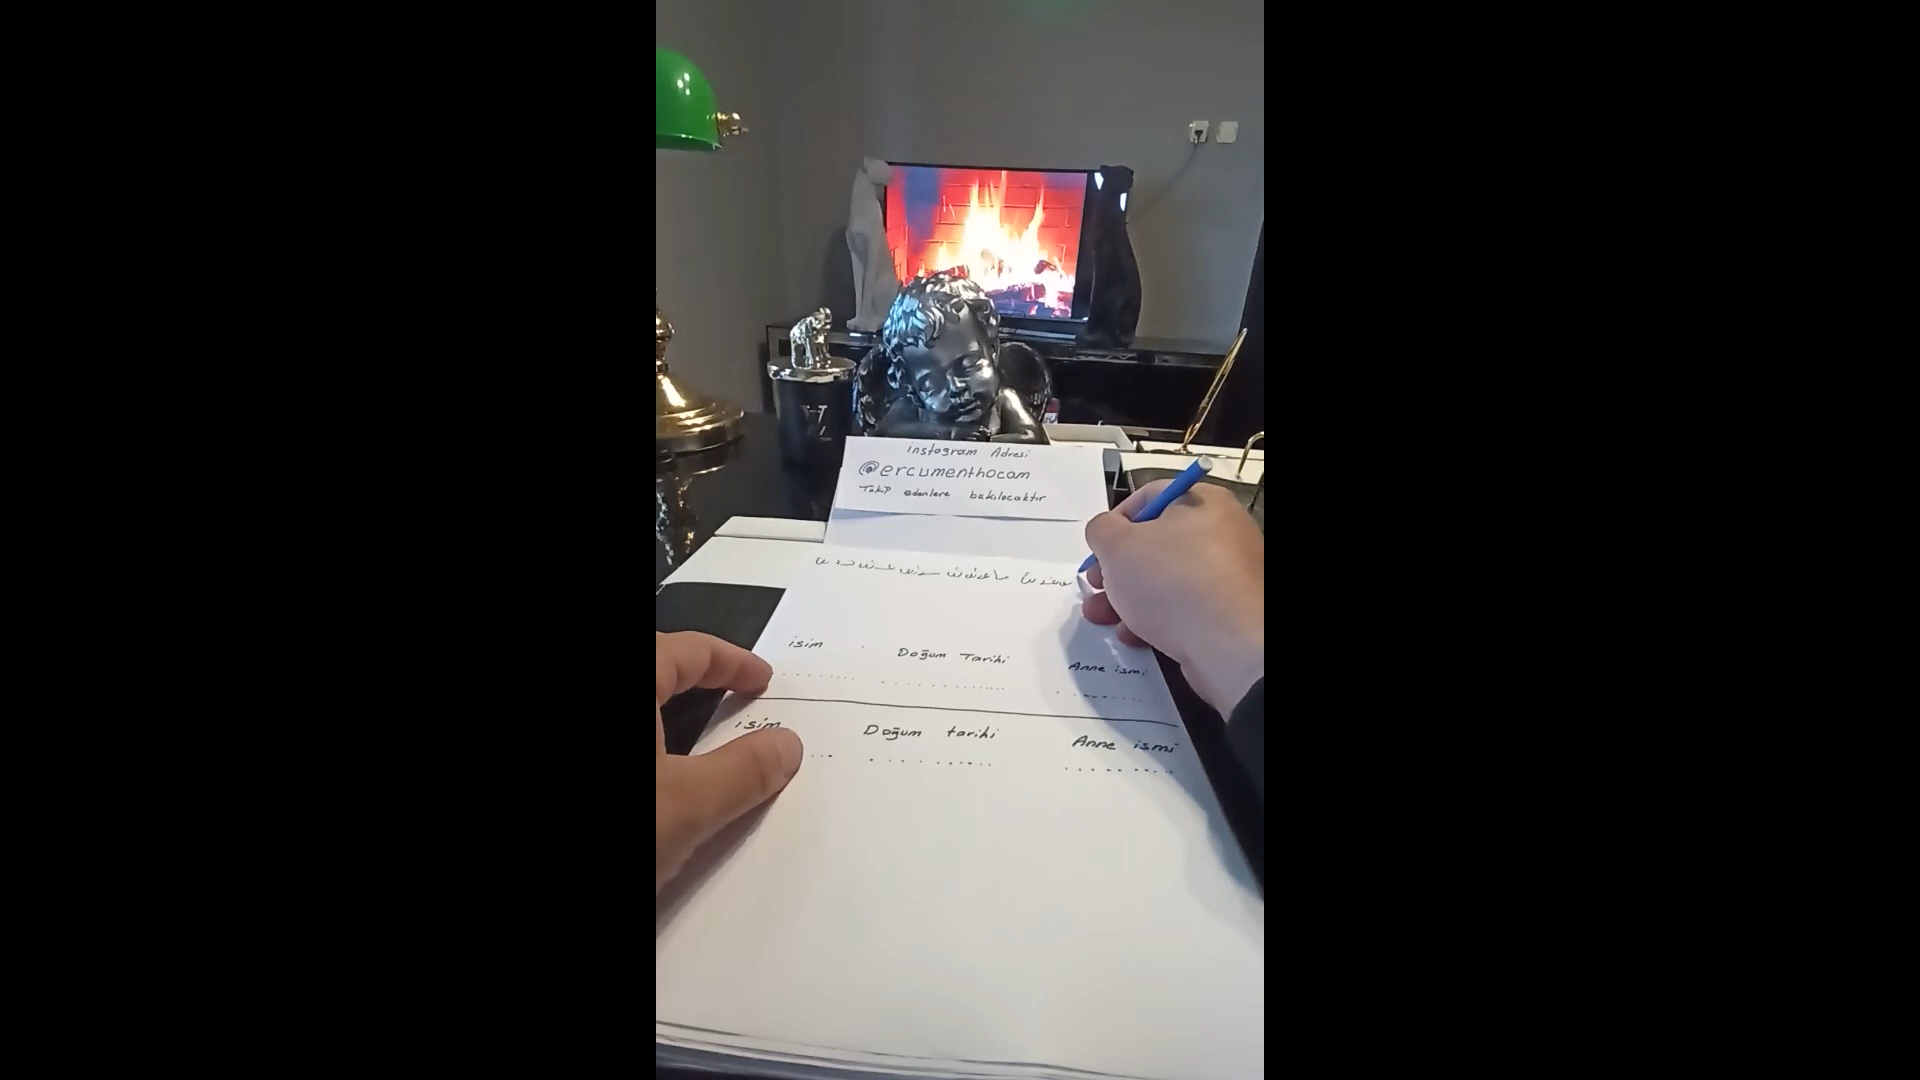 instagram Adresi
@ercumenthocam
Takip edenlere bakılacaktır
isim Doğum Tarihi Anne ismi
isim Doğum tarihi Anne ismi